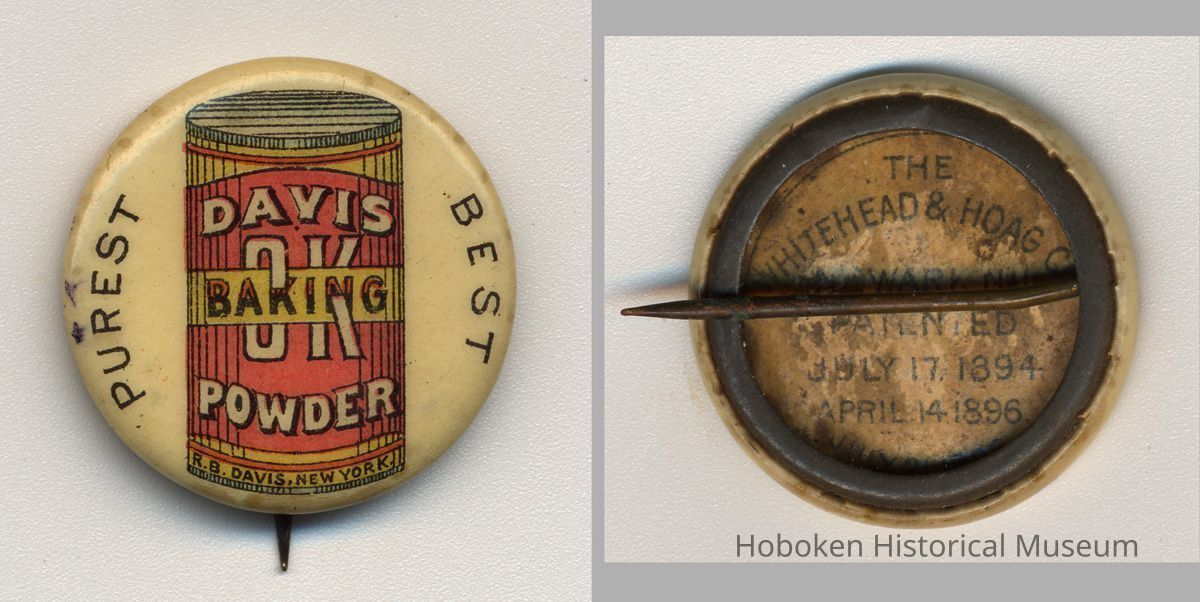 PUREST
BEST
DAVIS
OK
BAKING
POWDER
R.B. DAVIS, NEW YORK.
THE
WHITEHEAD & HOAG C
NEWARK N.J.
PATENTED
JULY 17, 1894
APRIL 14 1896
Hoboken Historical Museum